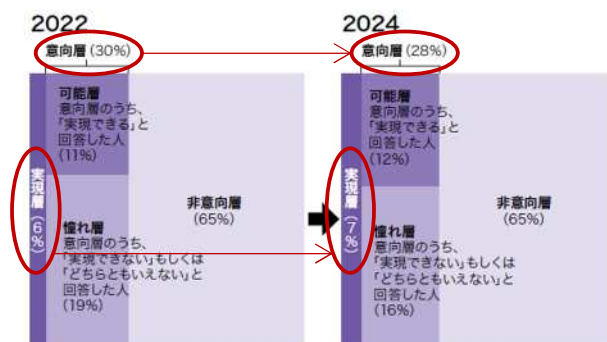 2022
意向層(30%)
可能層
意向層のうち、
「実現できる」と
回答した人
(11%)
実現層(6%)
憧れ層
意向層のうち、
「実現できない」もしくは
「どちらともいえない」と
回答した人
(19%)
非意向層
(65%)
2024
意向層(28%)
可能層
意向層のうち、
「実現できる」と
回答した人
(12%)
実現層(7%)
憧れ層
意向層のうち、
「実現できない」もしくは
「どちらともいえない」と
回答した人
(16%)
非意向層
(65%)